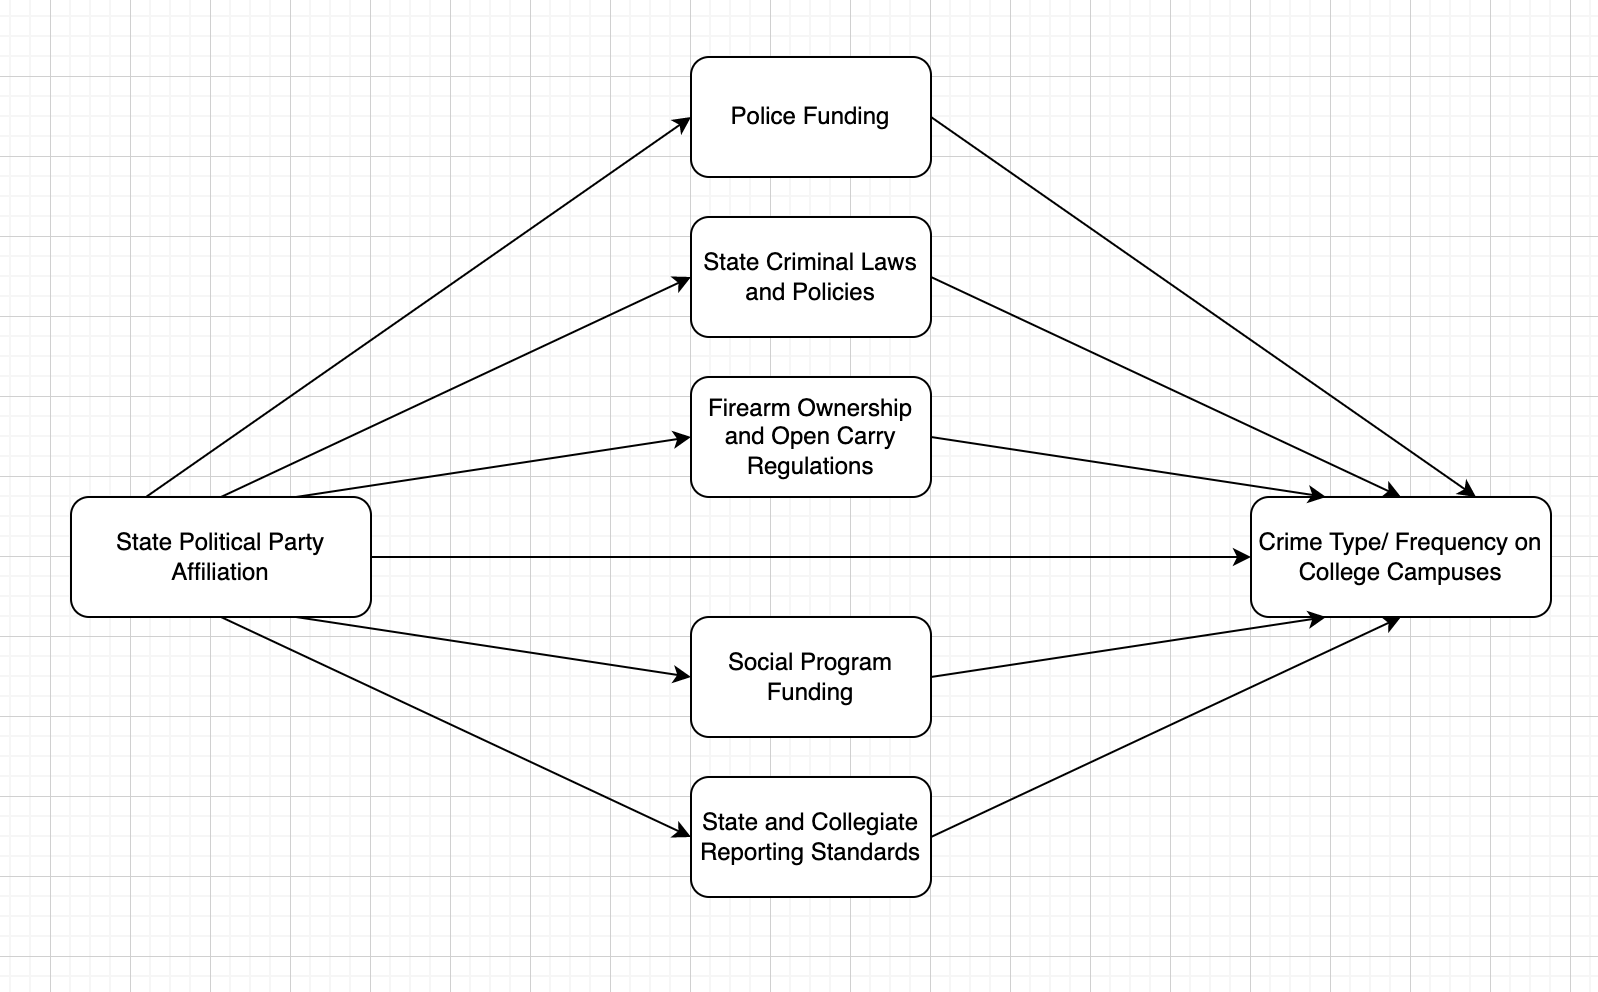 Police Funding
State Criminal Laws
and Policies
Firearm Ownership
and Open Carry
Regulations
State Political Party
Affiliation
Crime Type/ Frequency on
College Campuses
Social Program
Funding
State and Collegiate
Reporting Standards